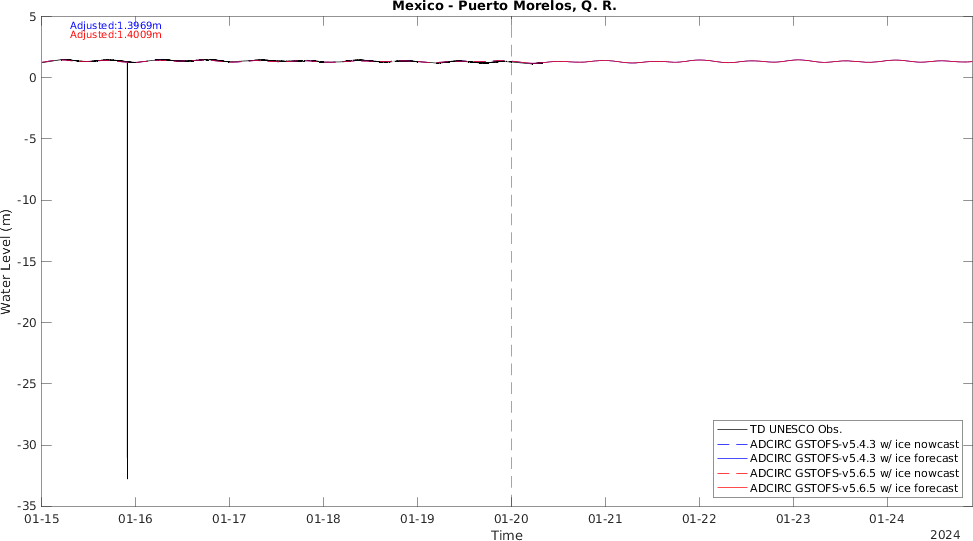 Mexico - Puerto Morelos, Q. R.
Adjusted:1.3969m
Adjusted:1.4009m
5
0
-5
-10
-15
-20
-25
-30
-35
Water Level (m)
01-15 01-16 01-17 01-18 01-19 01-20 01-21 01-22 01-23 01-24
Time
2024
TD UNESCO Obs.
ADCIRC GSTOFS-v5.4.3 w/ ice nowcast
ADCIRC GSTOFS-v5.4.3 w/ ice forecast
ADCIRC GSTOFS-v5.6.5 w/ ice nowcast
ADCIRC GSTOFS-v5.6.5 w/ ice forecast